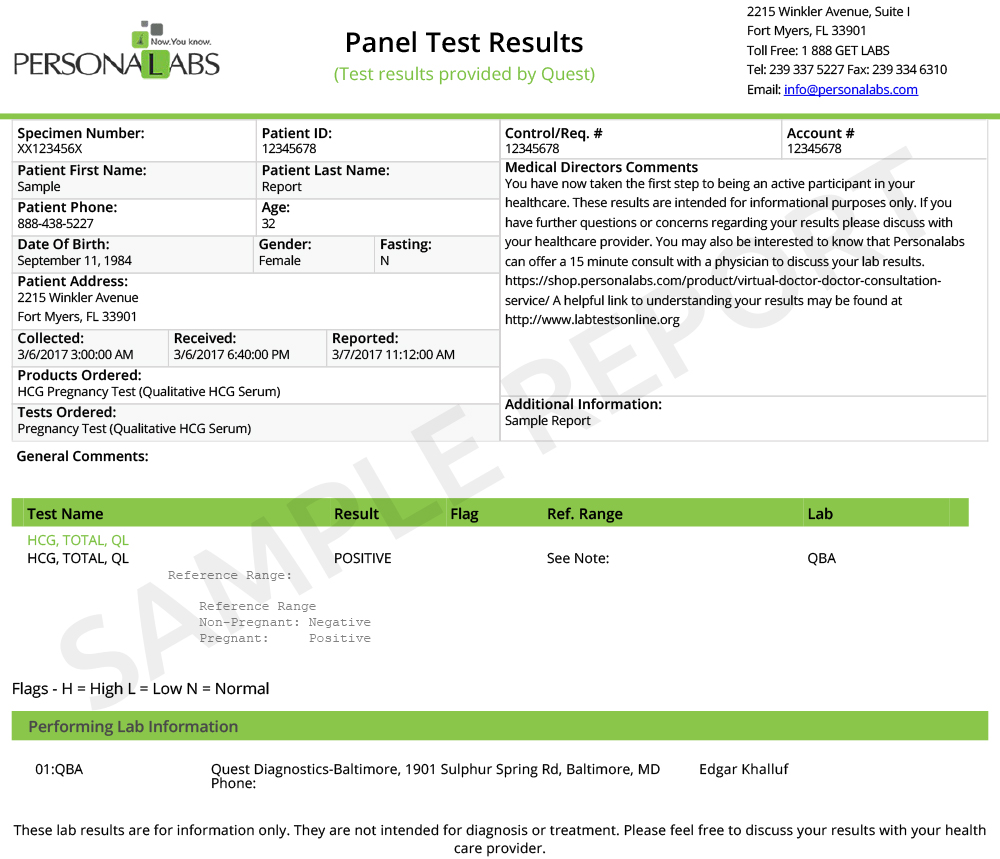 Now.You know.
PERSONALABS
Panel Test Results
(Test results provided by Quest)
2215 Winkler Avenue, Suite I
Fort Myers, FL 33901
Toll Free: 1 888 GET LABS
Tel: 239 337 5227 Fax: 239 334 6310
Email: info@personalabs.com
Specimen Number:
XX123456X
Patient ID:
12345678
Control/Req. #
12345678
Account #
12345678
Patient First Name:
Sample
Patient Last Name:
Report
Patient Phone:
888-438-5227
Age:
32
Date Of Birth:
September 11, 1984
Gender:
Female
Fasting:
N
Patient Address:
2215 Winkler Avenue
Fort Myers, FL 33901
Collected:
3/6/2017 3:00:00 AM
Received:
3/6/2017 6:40:00 PM
Reported:
3/7/2017 11:12:00 AM
Products Ordered:
HCG Pregnancy Test (Qualitative HCG Serum)
Tests Ordered:
Pregnancy Test (Qualitative HCG Serum)
Medical Directors Comments
You have now taken the first step to being an active participant in your
healthcare. These results are intended for informational purposes only. If you
have further questions or concerns regarding your results please discuss with
your healthcare provider. You may also be interested to know that Personalabs
can offer a 15 minute consult with a physician to discuss your lab results.
https://shop.personalabs.com/product/virtual-doctor-doctor-consultation-
service/ A helpful link to understanding your results may be found at
http://www.labtestsonline.org
Additional Information:
Sample Report
General Comments:
Test Name Result Flag Ref. Range Lab
HCG, TOTAL, QL
HCG, TOTAL, QL POSITIVE See Note: QBA
Reference Range:
Reference Range
Non-Pregnant: Negative
Pregnant: Positive
SAMPLE REPORT
Flags - H = High L = Low N = Normal
Performing Lab Information
01:QBA Quest Diagnostics-Baltimore, 1901 Sulphur Spring Rd, Baltimore, MD Edgar Khalluf
Phone:
These lab results are for information only. They are not intended for diagnosis or treatment. Please feel free to discuss your results with your health
care provider.